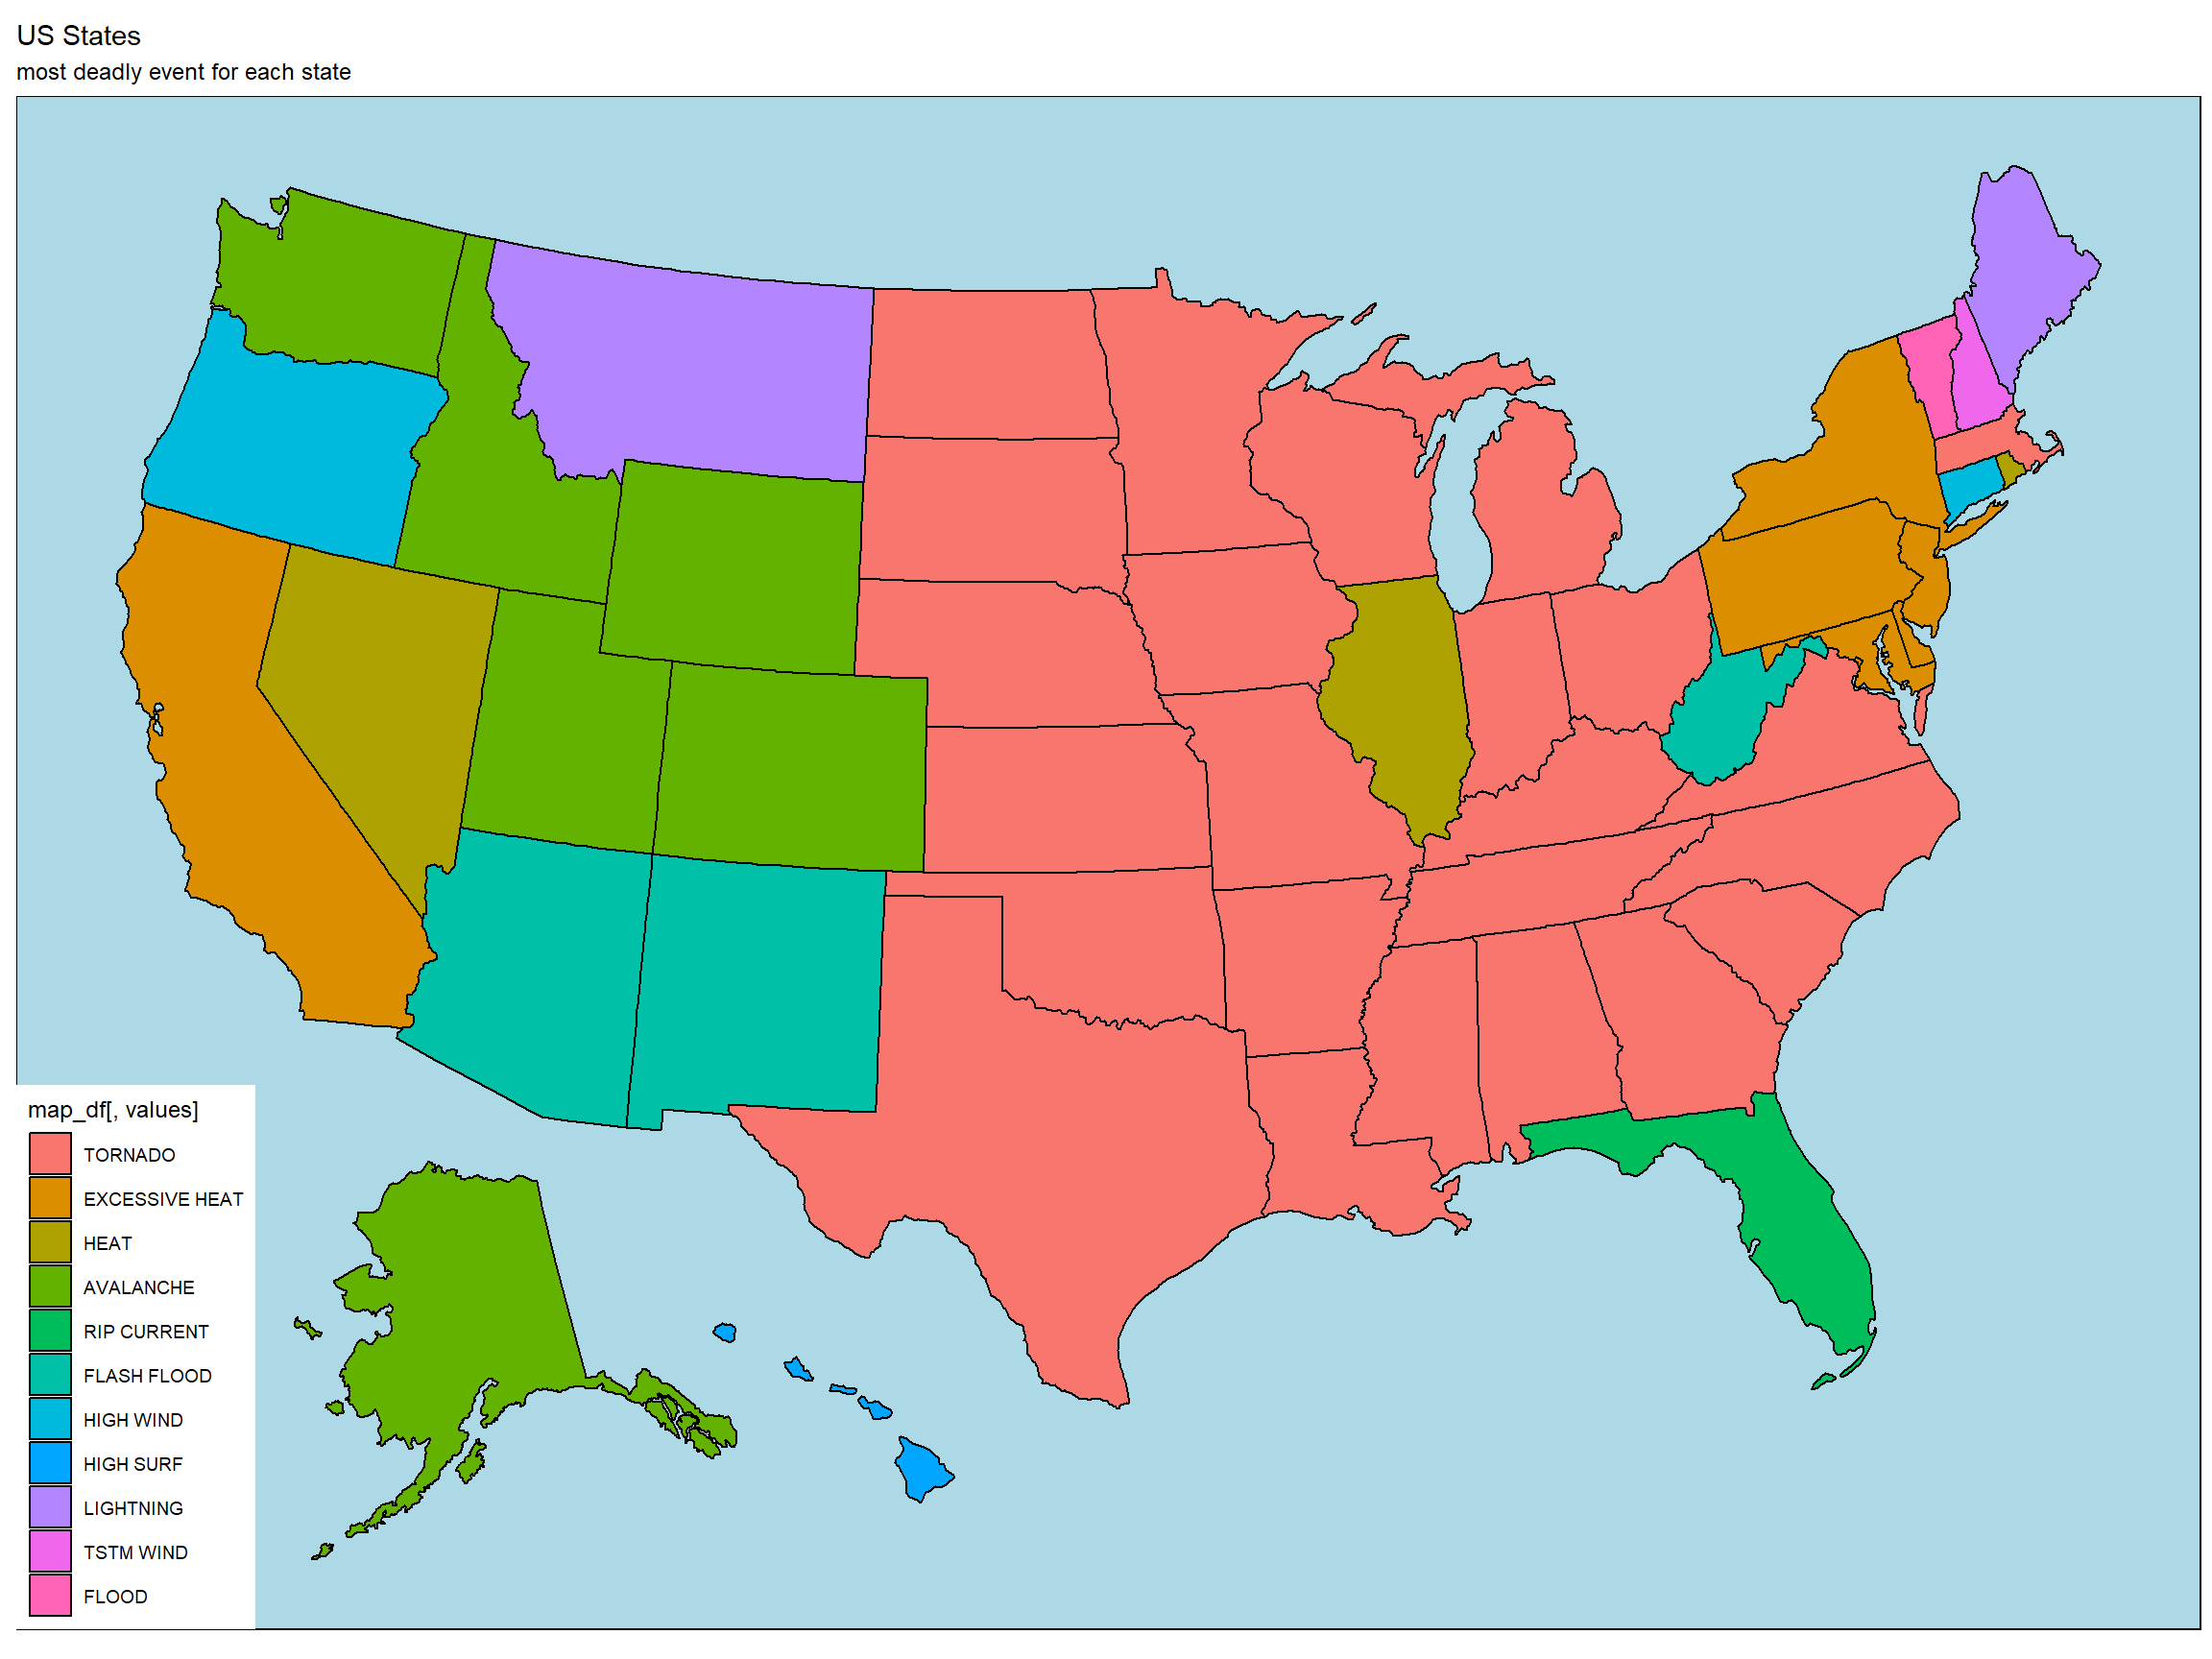 US States
most deadly event for each state
map_df[, values]
TORNADO
EXCESSIVE HEAT
HEAT
AVALANCHE
RIP CURRENT
FLASH FLOOD
HIGH WIND
HIGH SURF
LIGHTNING
TSTM WIND
FLOOD